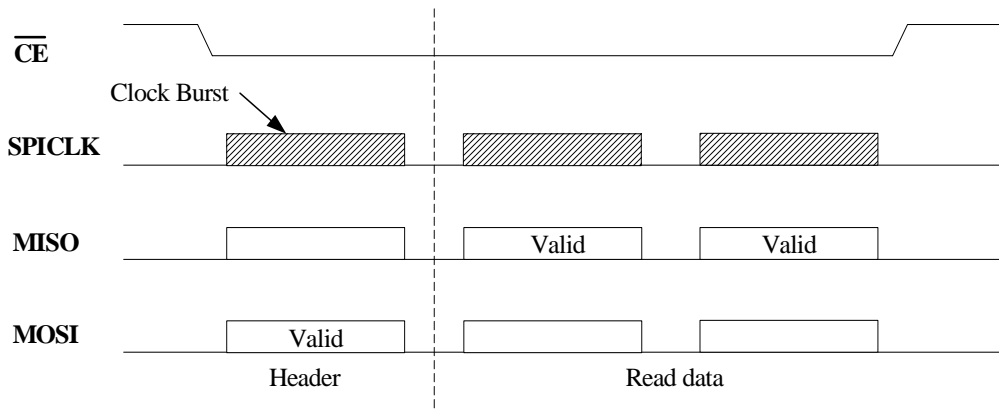 CE
Clock Burst
SPICLK
MISO
Valid
Valid
MOSI
Valid
Header
Read data